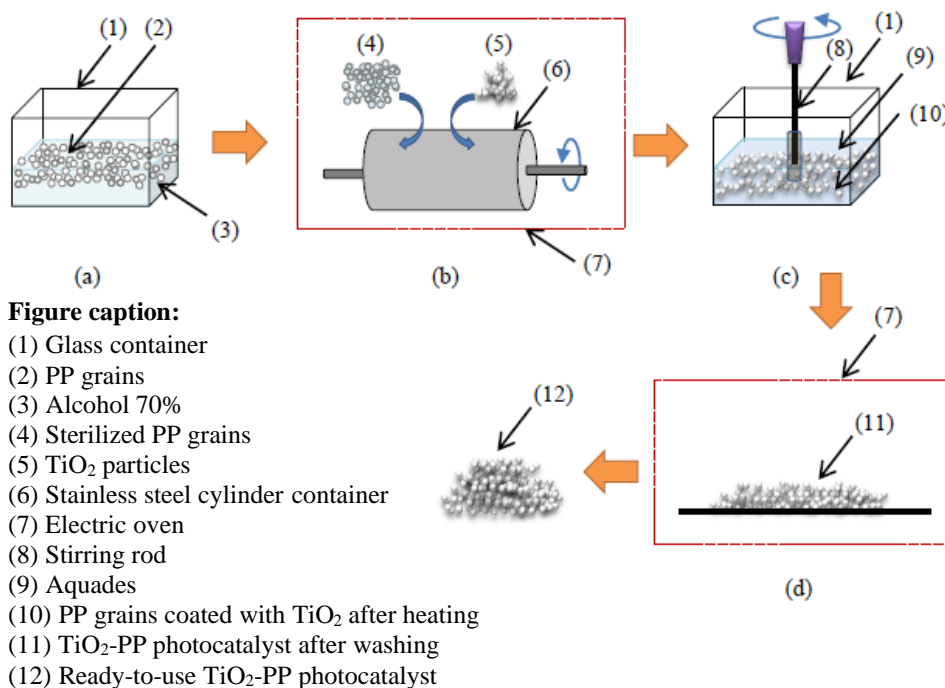 (1) (2)
(3)
(a)
(4) (5)
(6)
(7)
(b)
(1)
(8)
(9)
(10)
(c)
(7)
(11)
(d)
(12)
Figure caption:
(1) Glass container
(2) PP grains
(3) Alcohol 70%
(4) Sterilized PP grains
(5) TiO₂ particles
(6) Stainless steel cylinder container
(7) Electric oven
(8) Stirring rod
(9) Aquades
(10) PP grains coated with TiO₂ after heating
(11) TiO₂-PP photocatalyst after washing
(12) Ready-to-use TiO₂-PP photocatalyst